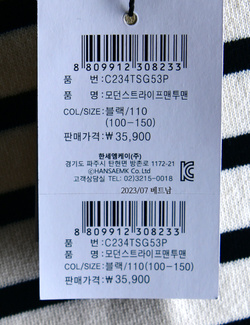 8 809912 308233
품 번: C234TSG53P
품 명: 모던스트라이프맨투맨
COL/SIZE: 블랙/110
(100-150)
판매가격: ₩35,900
한세엠케이(주)
경기도 파주시 탄현면 방촌로 1172-21
ⓒHANSAEMK Co. Ltd
고객상담실 TEL: 02)3215-0018
2023/07 베트남
8 809912 308233
품 번: C234TSG53P
품 명: 모던스트라이프맨투맨
COL/SIZE: 블랙/110(100-150)
판매가격: ₩35,900